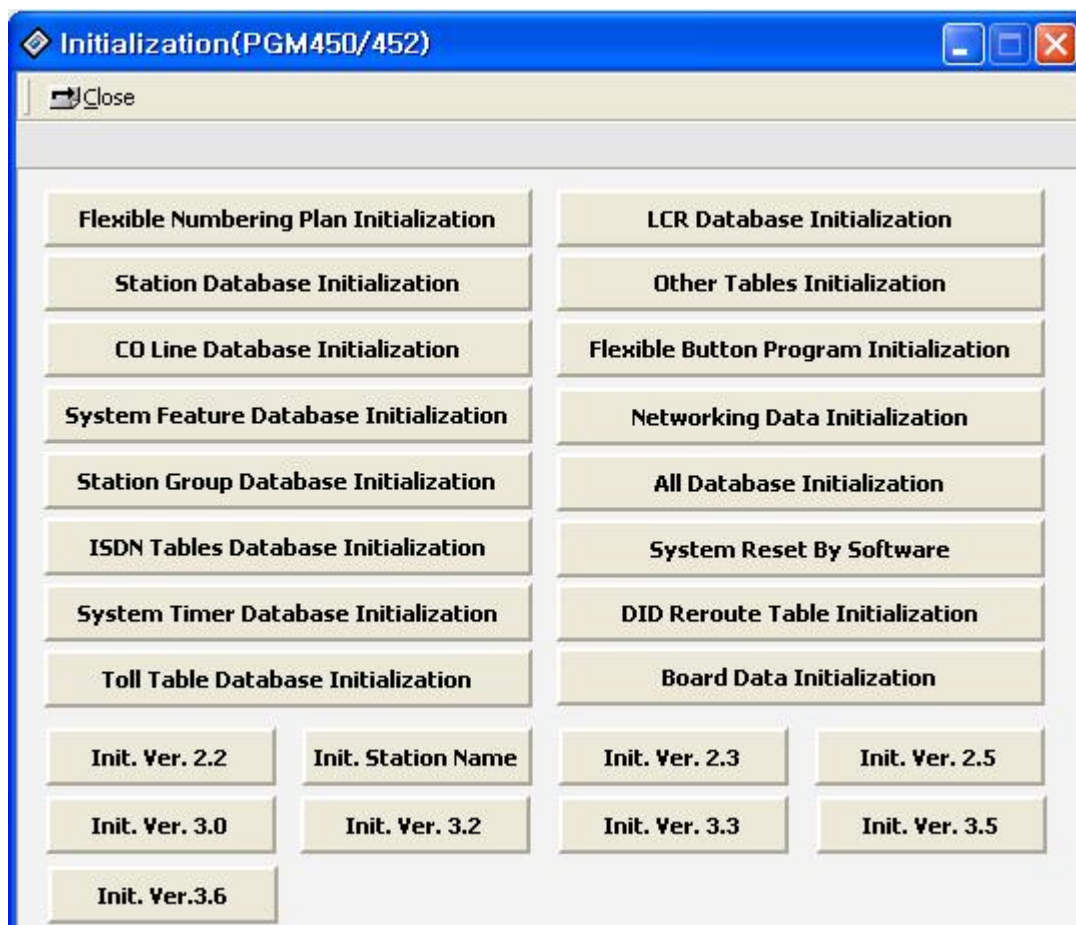 Initialization(PGM450/452)
Close
Flexible Numbering Plan Initialization
LCR Database Initialization
Station Database Initialization
Other Tables Initialization
CO Line Database Initialization
Flexible Button Program Initialization
System Feature Database Initialization
Networking Data Initialization
Station Group Database Initialization
All Database Initialization
ISDN Tables Database Initialization
System Reset By Software
System Timer Database Initialization
DID Reroute Table Initialization
Toll Table Database Initialization
Board Data Initialization
Init. Ver. 2.2
Init. Station Name
Init. Ver. 2.3
Init. Ver. 2.5
Init. Ver. 3.0
Init. Ver. 3.2
Init. Ver. 3.3
Init. Ver. 3.5
Init. Ver.3.6